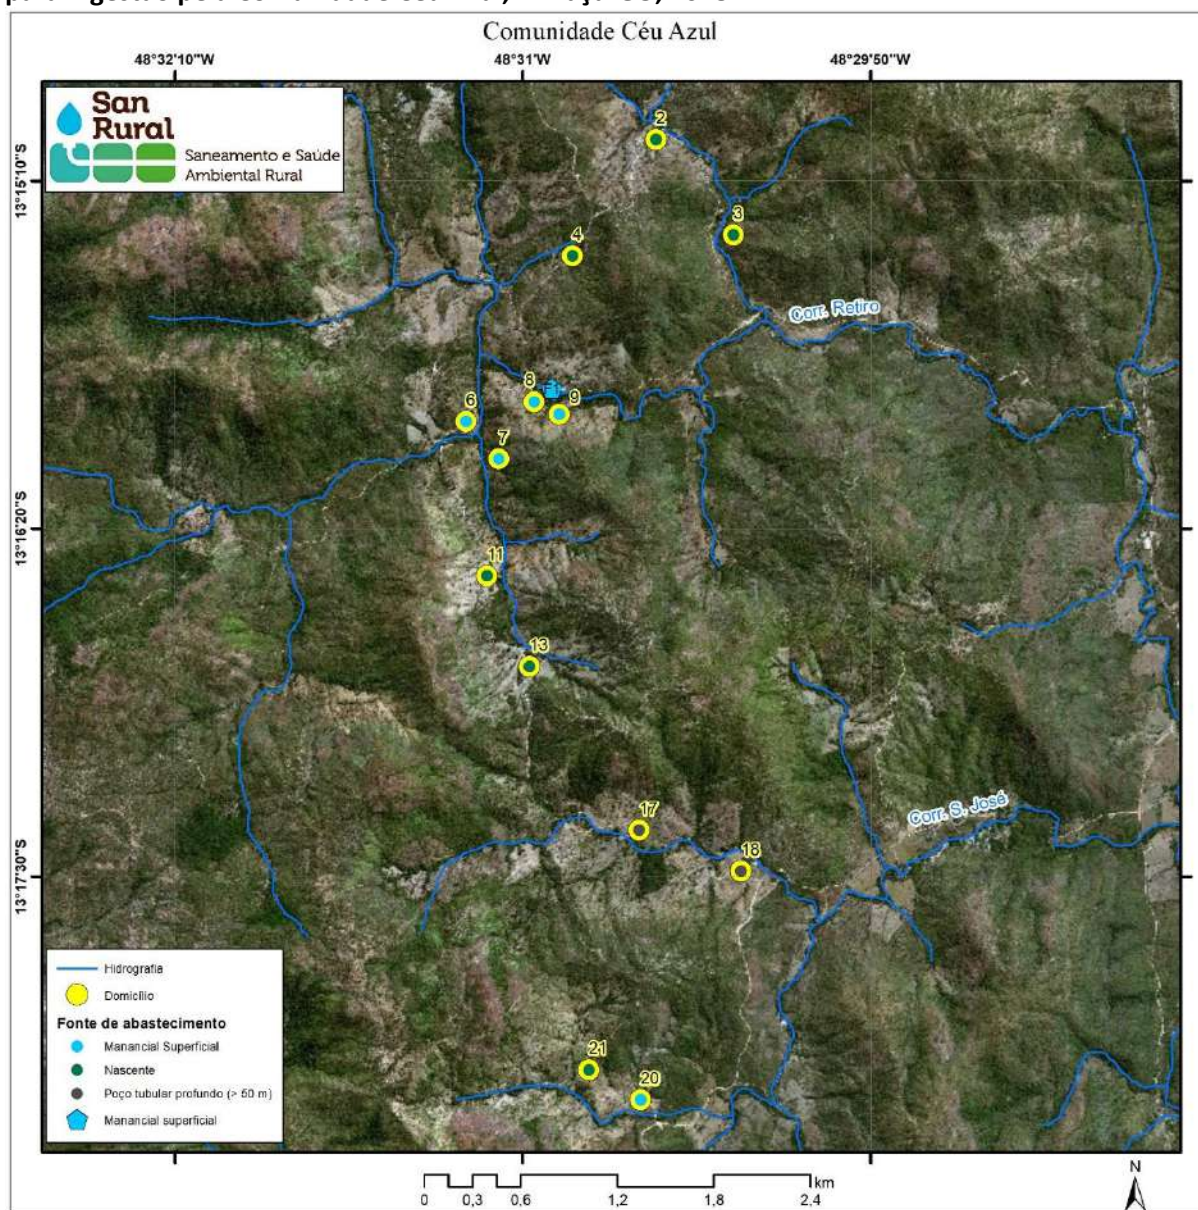 Comunidade Céu Azul
48°32'10"W
48°31'W
48°29'50"W
San
Rural
Saneamento e Saúde
Ambiental Rural
13°15'10"S
13°16'20"S
13°17'30"S
2
3
4
Corr. Retiro
8
9
6
7
11
13
17
Corr. S. José
18
21
20
Hidrografia
Domicílio
Fonte de abastecimento
Manancial Superficial
Nascente
Poço tubular profundo (> 50 m)
Manancial superficial
km
0 0,3 0,6 1,2 1,8 2,4
N